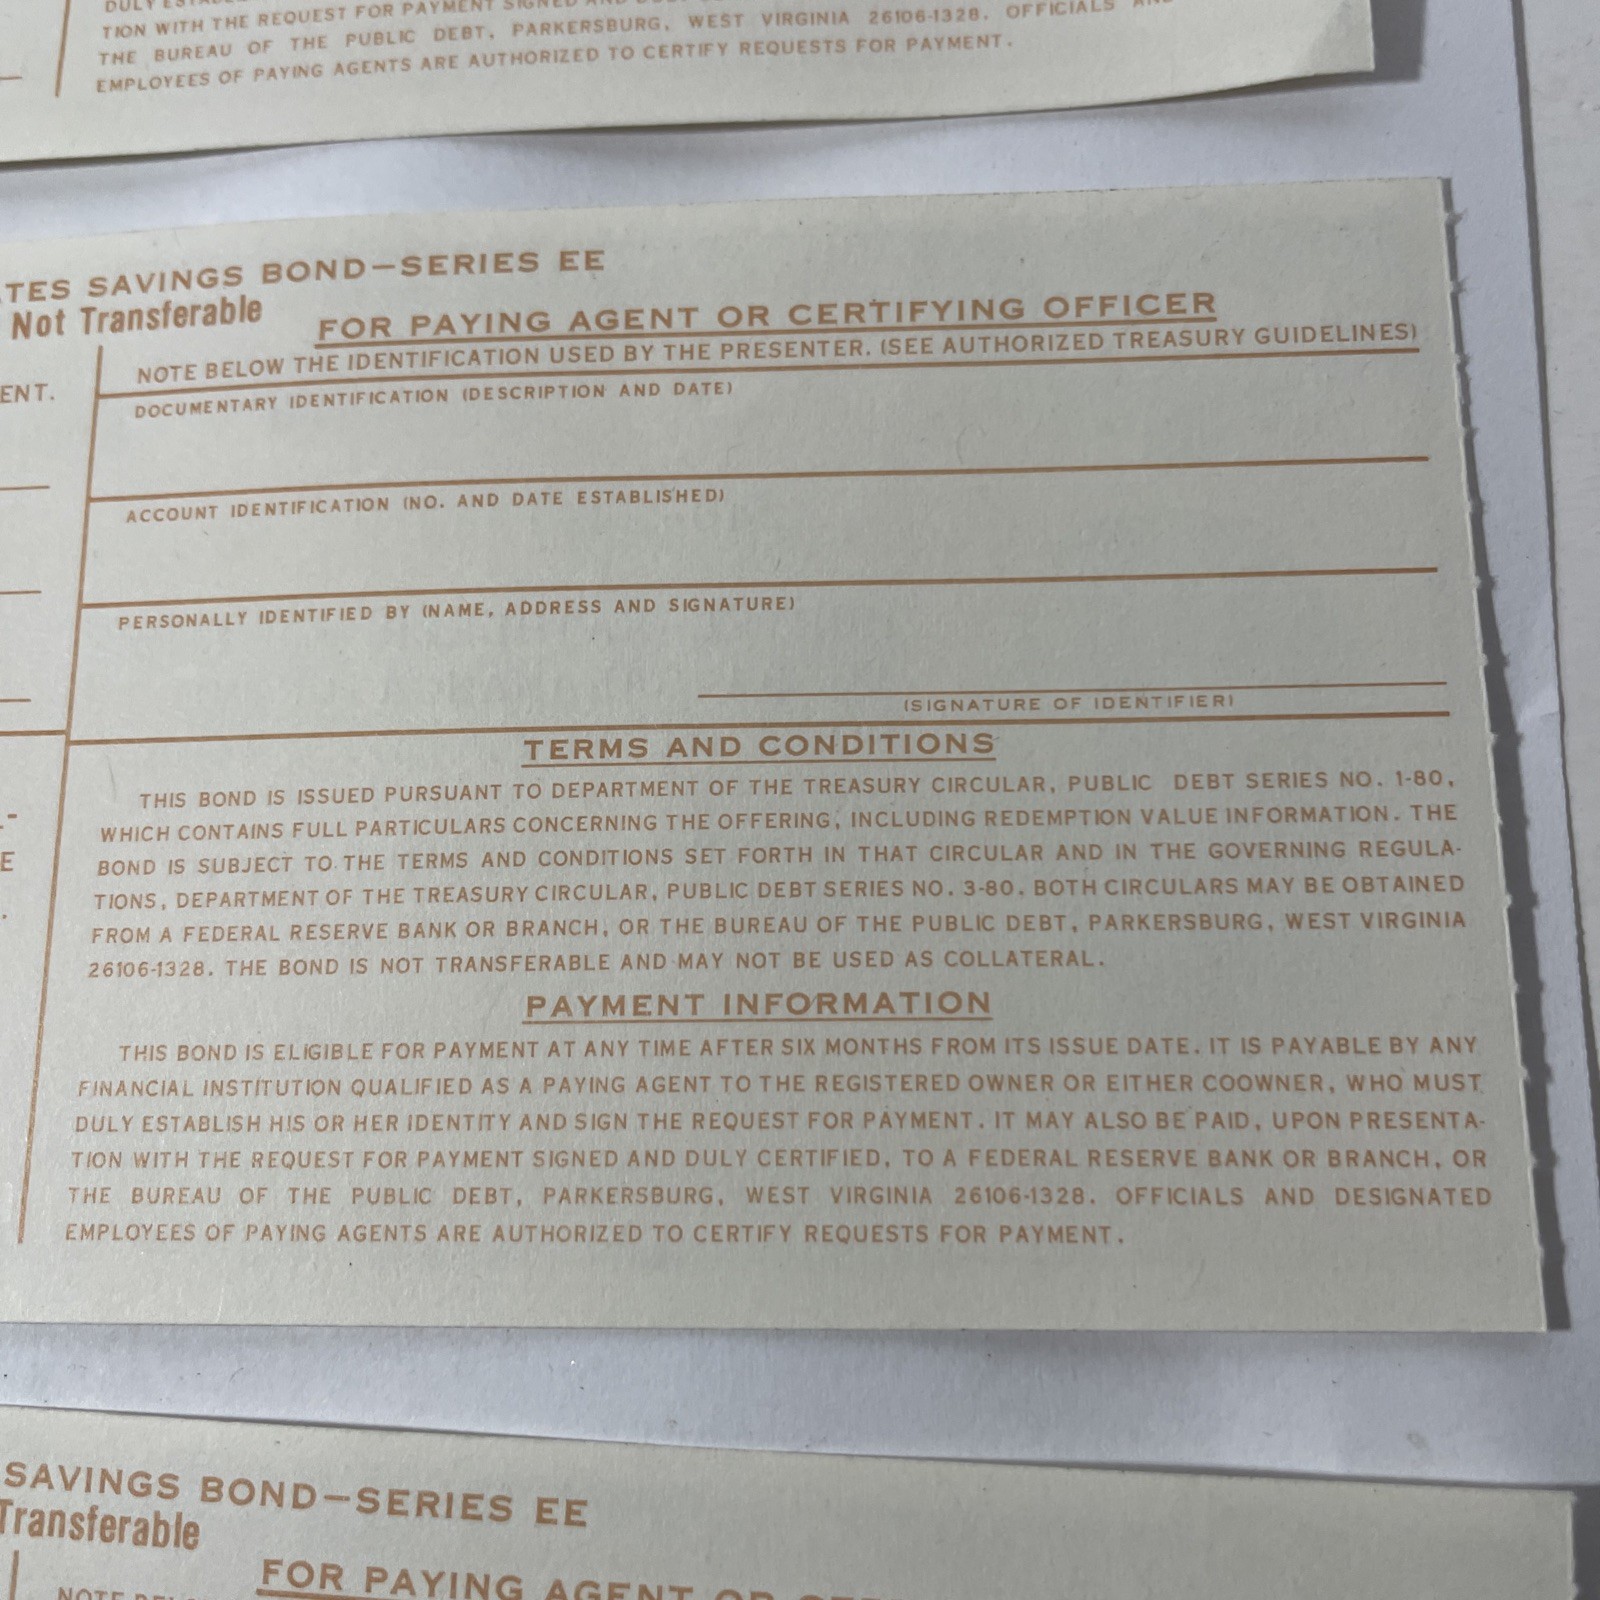 DULY
TION WITH THE REQUEST FOR PAYMENT SIGNED AND
THE BUREAU OF THE PUBLIC DEBT, PARKERSBURG, WEST VIRGINIA 26106-1328. OFFICIALS AND
EMPLOYEES OF PAYING AGENTS ARE AUTHORIZED TO CERTIFY REQUESTS FOR PAYMENT.
ATES SAVINGS BOND—SERIES EE
Not Transferable
FOR PAYING AGENT OR CERTIFYING OFFICER
NOTE BELOW THE IDENTIFICATION USED BY THE PRESENTER. (SEE AUTHORIZED TREASURY GUIDELINES)
ENT.
DOCUMENTARY IDENTIFICATION (DESCRIPTION AND DATE)
ACCOUNT IDENTIFICATION (NO. AND DATE ESTABLISHED)
PERSONALLY IDENTIFIED BY (NAME, ADDRESS AND SIGNATURE)
(SIGNATURE OF IDENTIFIER)
TERMS AND CONDITIONS
THIS BOND IS ISSUED PURSUANT TO DEPARTMENT OF THE TREASURY CIRCULAR, PUBLIC DEBT SERIES NO. 1-80,
WHICH CONTAINS FULL PARTICULARS CONCERNING THE OFFERING, INCLUDING REDEMPTION VALUE INFORMATION. THE
BOND IS SUBJECT TO THE TERMS AND CONDITIONS SET FORTH IN THAT CIRCULAR AND IN THE GOVERNING REGULA-
TIONS, DEPARTMENT OF THE TREASURY CIRCULAR, PUBLIC DEBT SERIES NO. 3-80. BOTH CIRCULARS MAY BE OBTAINED
FROM A FEDERAL RESERVE BANK OR BRANCH, OR THE BUREAU OF THE PUBLIC DEBT, PARKERSBURG, WEST VIRGINIA
26106-1328. THE BOND IS NOT TRANSFERABLE AND MAY NOT BE USED AS COLLATERAL.
PAYMENT INFORMATION
THIS BOND IS ELIGIBLE FOR PAYMENT AT ANY TIME AFTER SIX MONTHS FROM ITS ISSUE DATE. IT IS PAYABLE BY ANY
FINANCIAL INSTITUTION QUALIFIED AS A PAYING AGENT TO THE REGISTERED OWNER OR EITHER COOWNER, WHO MUST
DULY ESTABLISH HIS OR HER IDENTITY AND SIGN THE REQUEST FOR PAYMENT. IT MAY ALSO BE PAID, UPON PRESENTA-
TION WITH THE REQUEST FOR PAYMENT SIGNED AND DULY CERTIFIED, TO A FEDERAL RESERVE BANK OR BRANCH, OR
THE BUREAU OF THE PUBLIC DEBT, PARKERSBURG, WEST VIRGINIA 26106-1328. OFFICIALS AND DESIGNATED
EMPLOYEES OF PAYING AGENTS ARE AUTHORIZED TO CERTIFY REQUESTS FOR PAYMENT.
SAVINGS BOND—SERIES EE
Transferable
FOR PAYING AGENT OR
NOTE